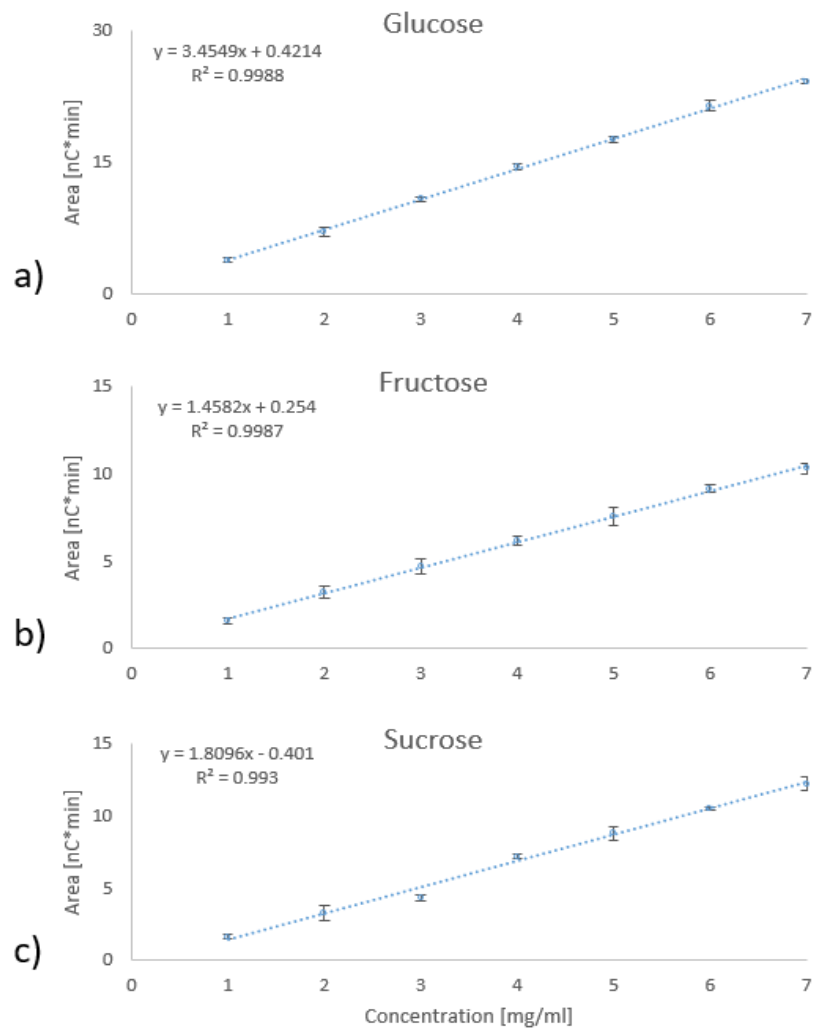 Glucose
y = 3.4549x + 0.4214
R² = 0.9988
30
15
0
Area [nC*min]
a)
0 1 2 3 4 5 6 7
Fructose
y = 1.4582x + 0.254
R² = 0.9987
15
10
5
0
Area [nC*min]
b)
0 1 2 3 4 5 6 7
Sucrose
y = 1.8096x - 0.401
R² = 0.993
15
10
5
0
Area [nC*min]
c)
0 1 2 3 4 5 6 7
Concentration [mg/ml]